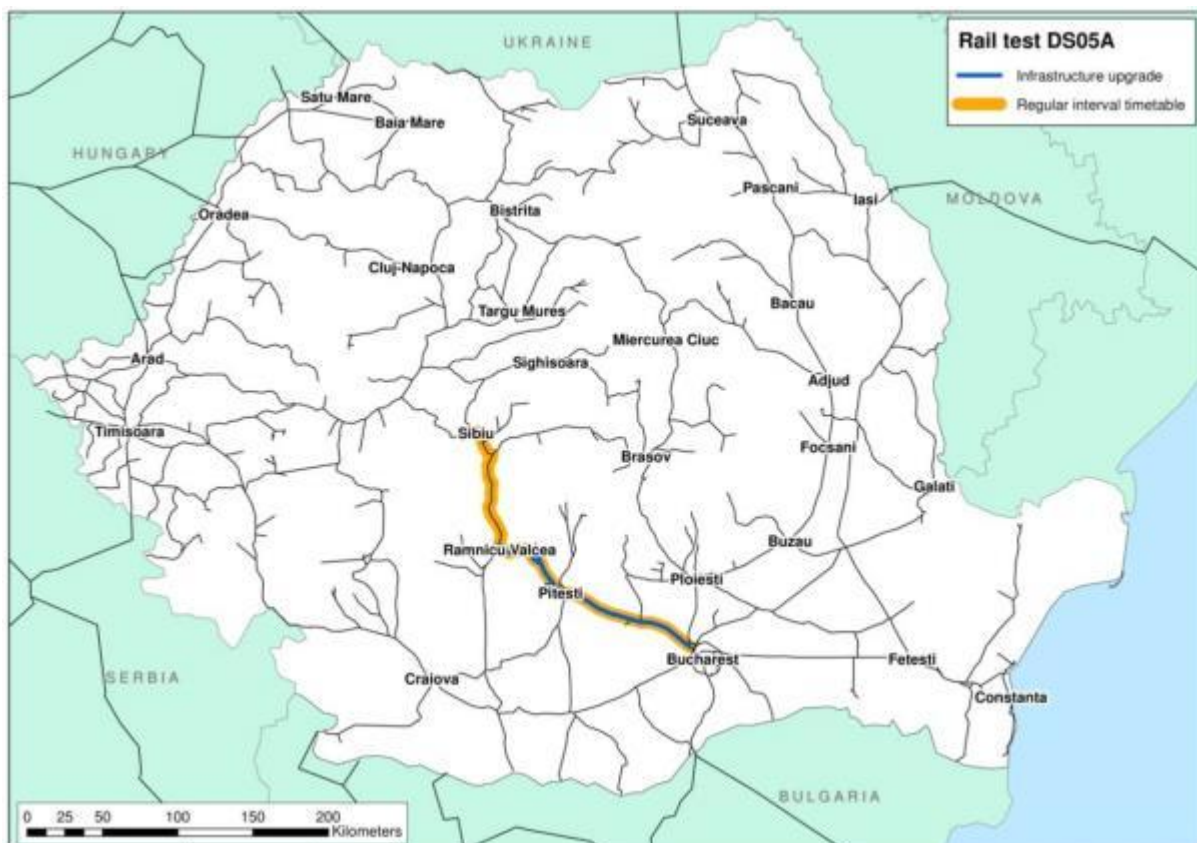 UKRAINE
Rail test DS05A
Infrastructure upgrade
Regular interval timetable
Satu Mare
Baia Mare
Suceava
HUNGARY
Pascani
Iasi
MOLDOVA
Oradea
Bistrita
Cluj-Napoca
Targu Mures
Bacau
Miercurea Ciuc
Arad
Sighisoara
Adjud
Timisoara
Sibiu
Brasov
Focsani
Galati
Ramnicu Valcea
Buzau
Pitesti
Ploiesti
Bucharest
Fetesti
SERBIA
Craiova
Constanta
BULGARIA
0 25 50 100 150 200
Kilometers